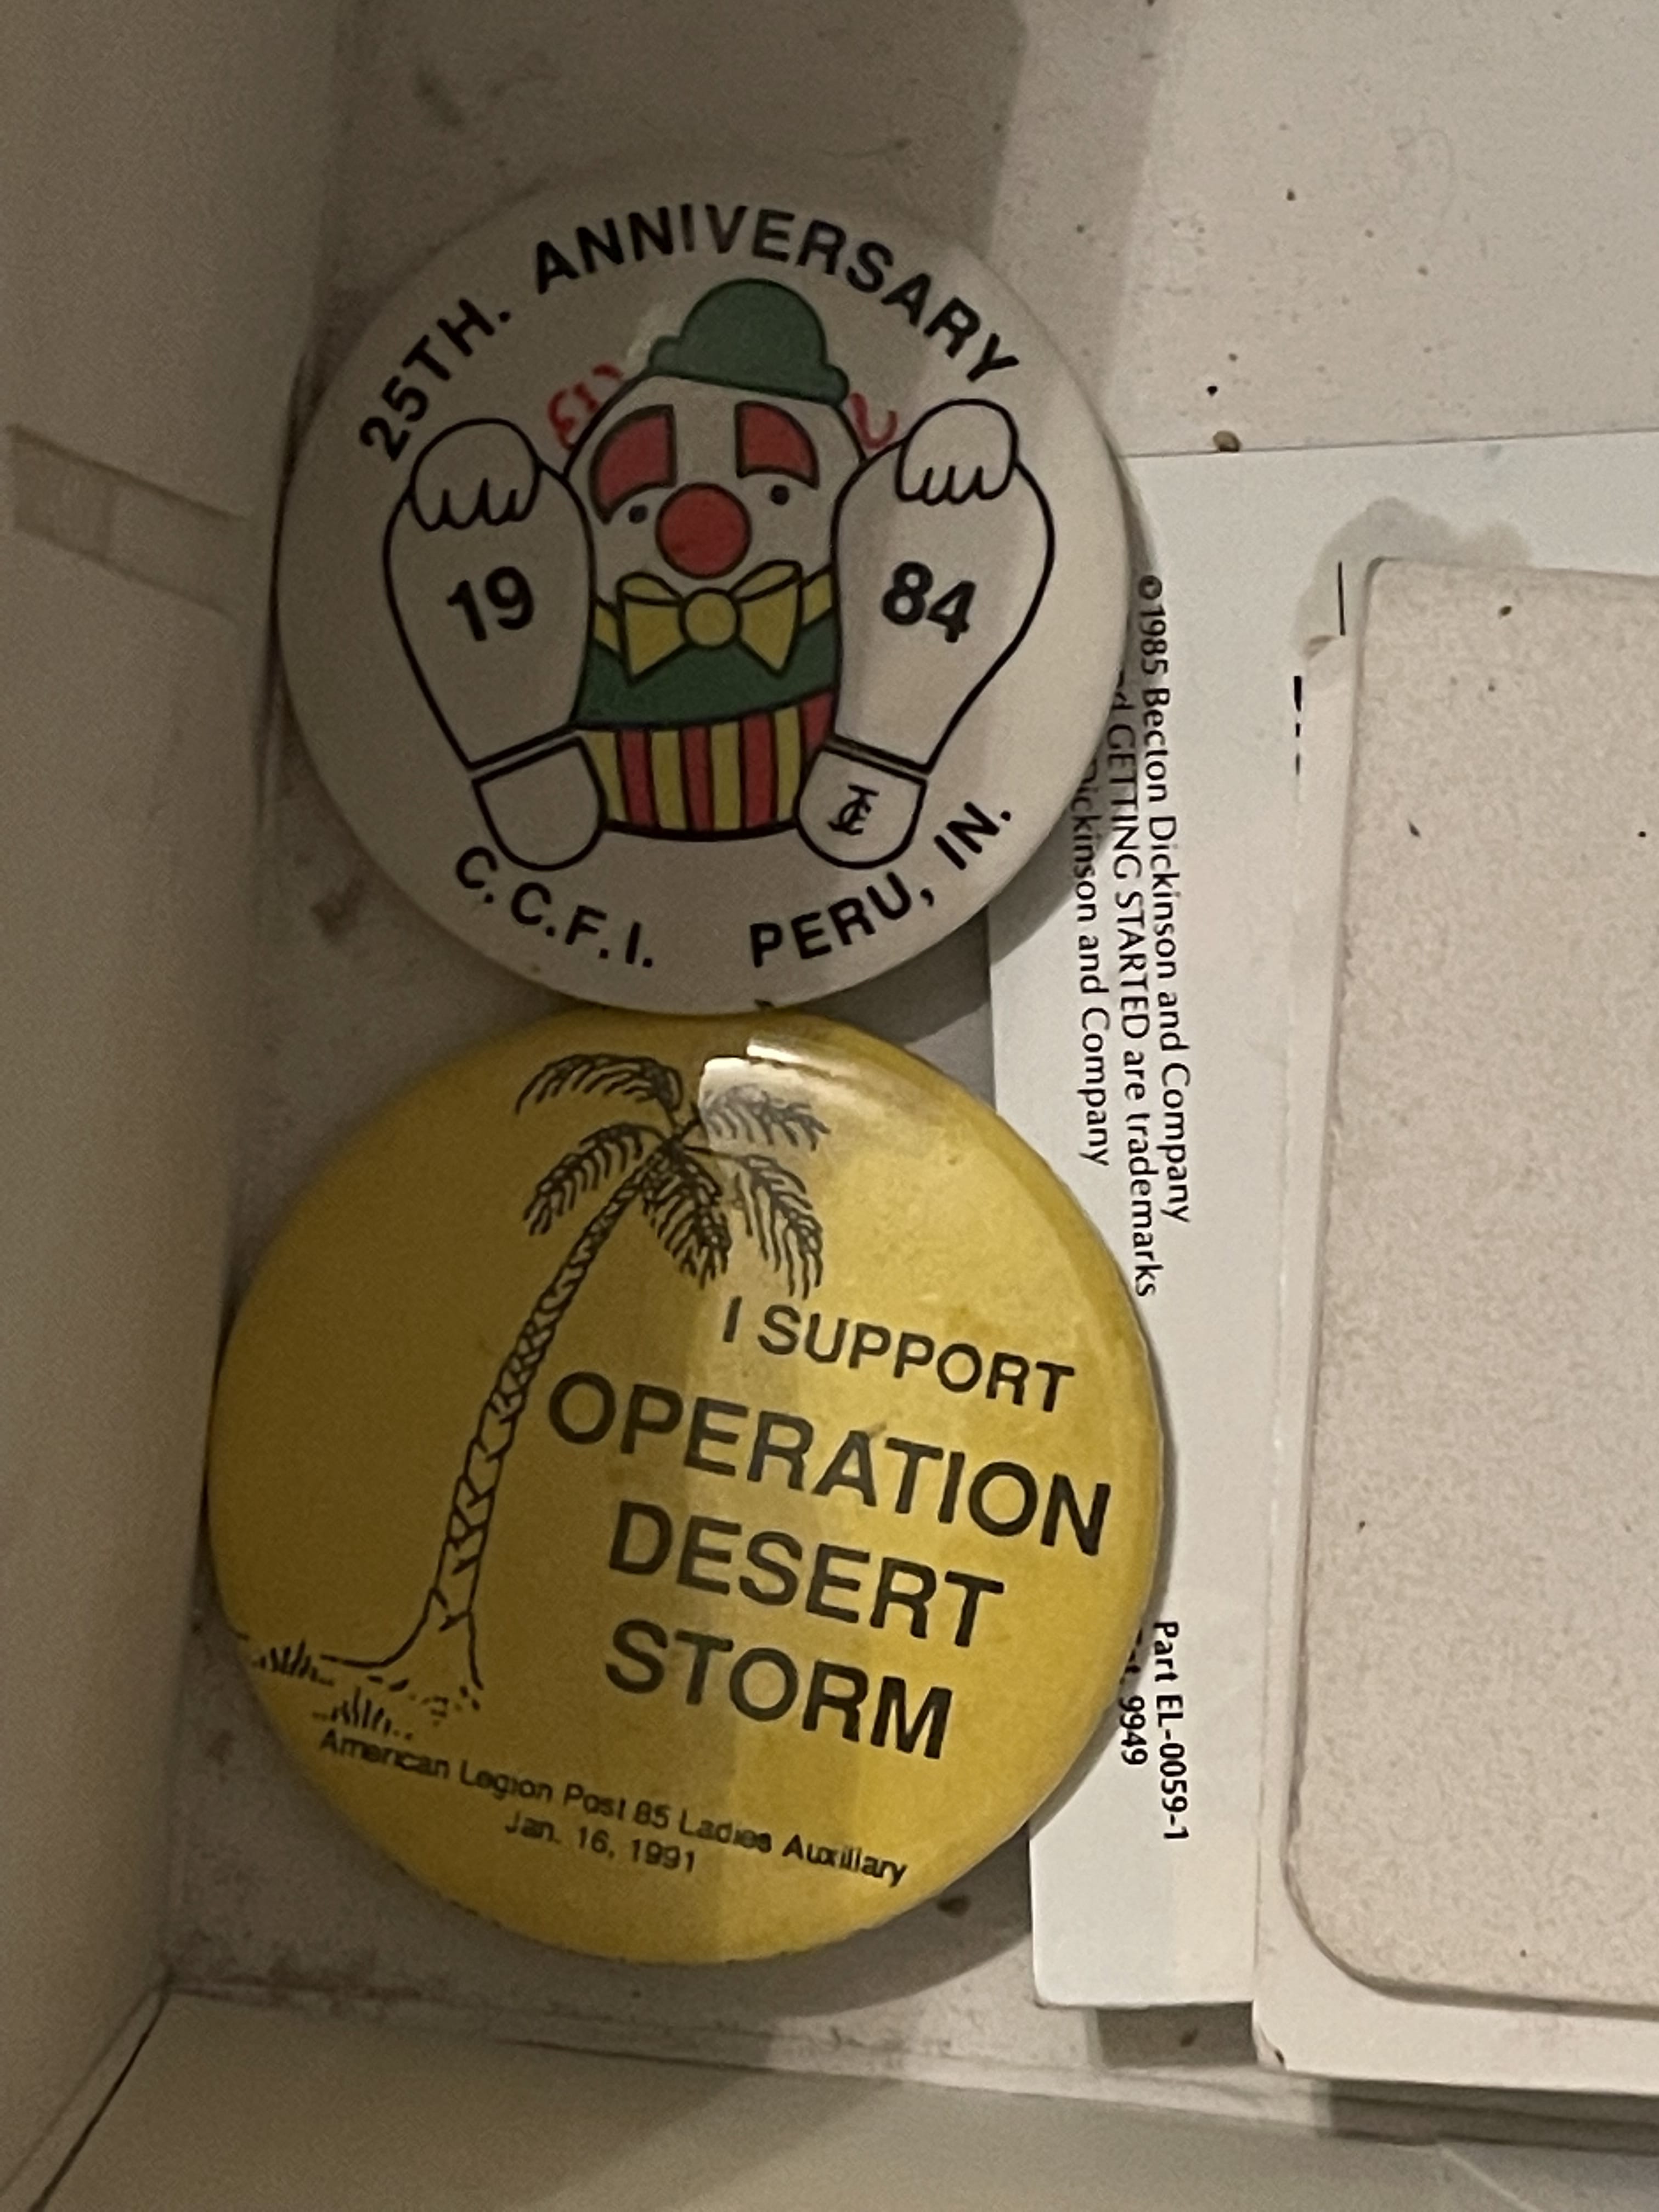 25TH. ANNIVERSARY
19 84
C.C.F.I. PERU, IN.
I SUPPORT
OPERATION
DESERT
STORM
American Legion Post 85 Ladies Auxiliary
Jan. 16, 1991
©1985 Becton Dickinson and Company
GETTING STARTED are trademarks
Dickinson and Company
Part EL-0059-1
9949